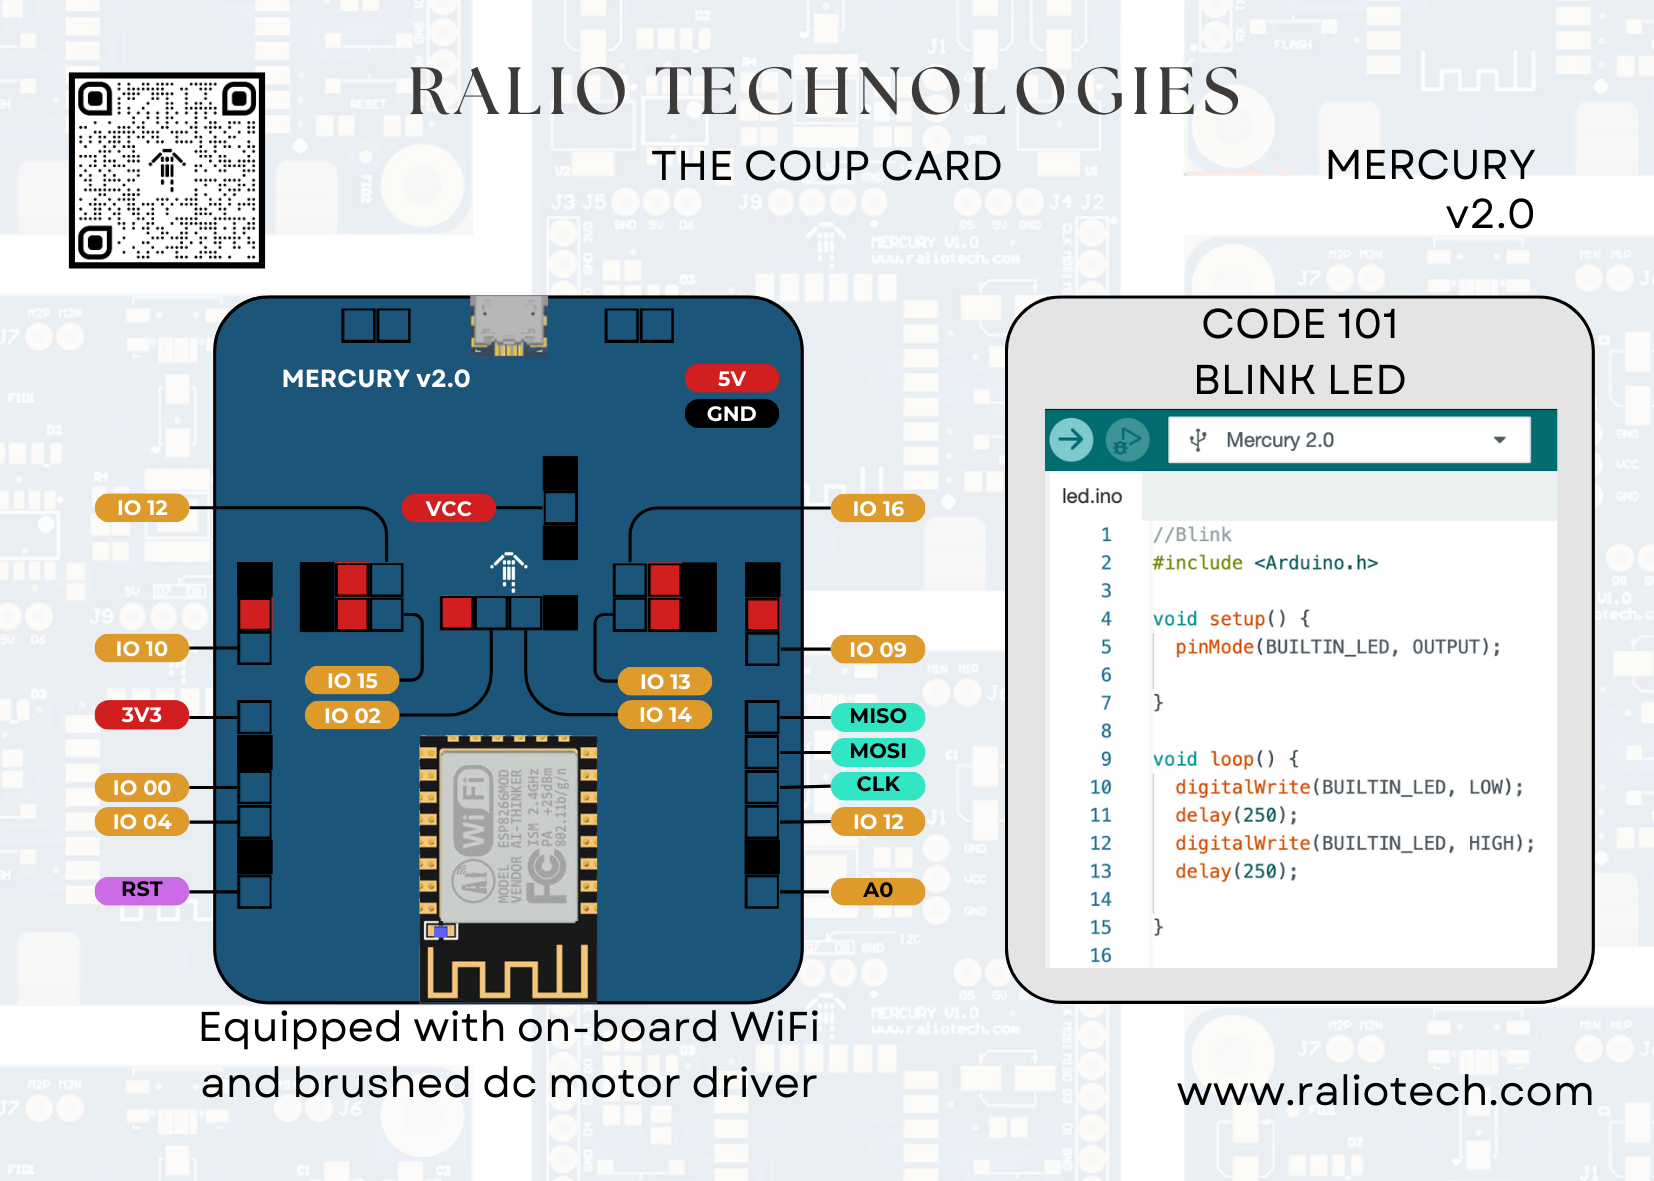 RALIO TECHNOLOGIES
THE COUP CARD
MERCURY
v2.0
MERCURY v2.0
5V
GND
IO 12
VCC
IO 16
IO 10
IO 09
IO 15
IO 13
IO 02
IO 14
3V3
MISO
MOSI
IO 00
CLK
IO 04
IO 12
RST
A0
WiFi
Ai
FC
MODEL ESP8266MOD
VENDOR AI-THINKER
ISM 2.4GHz
PA +25dBm
802.11b/g/n
Equipped with on-board WiFi
and brushed dc motor driver
CODE 101
BLINK LED
Mercury 2.0
led.ino
1 //Blink
2 #include <Arduino.h>
3
4 void setup() {
5 pinMode(BUILTIN_LED, OUTPUT);
6
7 }
8
9 void loop() {
10 digitalWrite(BUILTIN_LED, LOW);
11 delay(250);
12 digitalWrite(BUILTIN_LED, HIGH);
13 delay(250);
14
15 }
16
www.raliotech.com